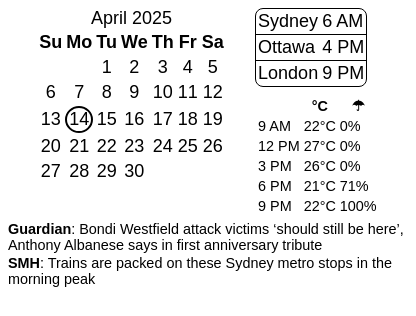 April 2025
Su Mo Tu We Th Fr Sa
1 2 3 4 5
6 7 8 9 10 11 12
13 14 15 16 17 18 19
20 21 22 23 24 25 26
27 28 29 30
Sydney 6 AM
Ottawa 4 PM
London 9 PM
°C ☂
9 AM 22°C 0%
12 PM 27°C 0%
3 PM 26°C 0%
6 PM 21°C 71%
9 PM 22°C 100%
Guardian: Bondi Westfield attack victims ‘should still be here’,
Anthony Albanese says in first anniversary tribute
SMH: Trains are packed on these Sydney metro stops in the
morning peak